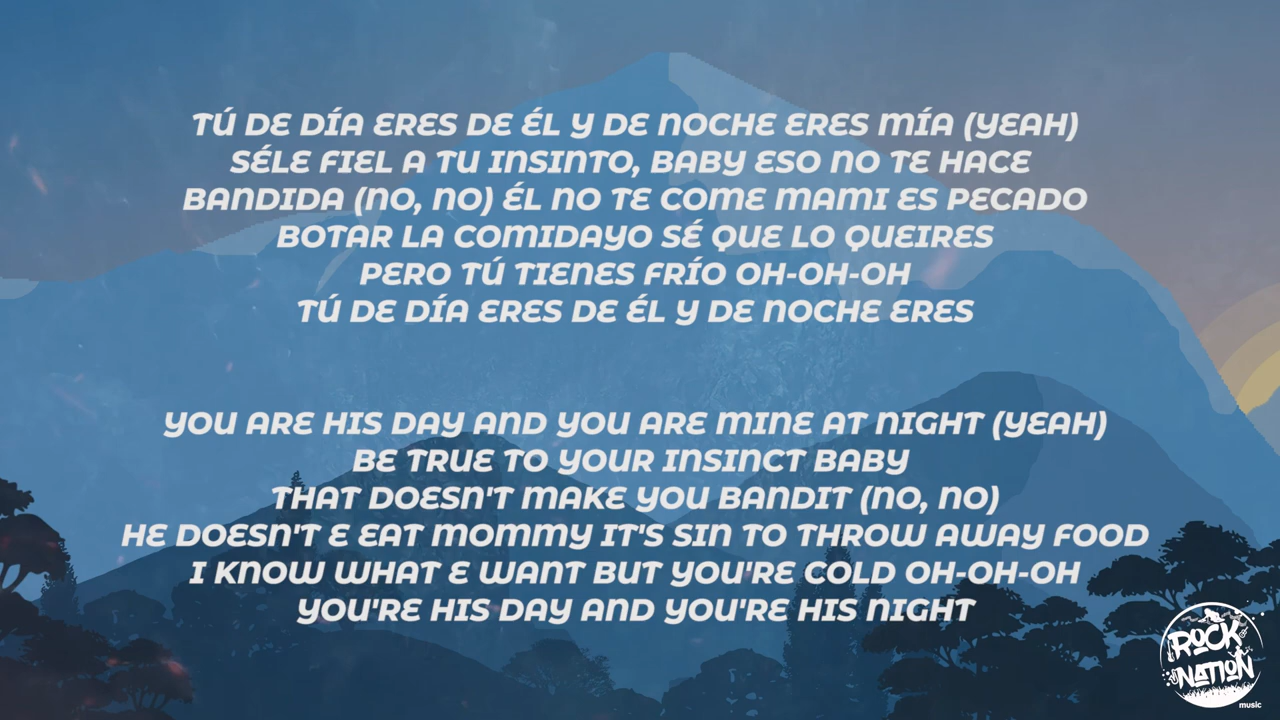 TÚ DE DÍA ERES DE ÉL Y DE NOCHE ERES MÍA (YEAH)
SÉLE FIEL A TU INSINTO, BABY ESO NO TE HACE
BANDIDA (NO, NO) ÉL NO TE COME MAMI ES PECADO
BOTAR LA COMIDAYO SÉ QUE LO QUEIRES
PERO TÚ TIENES FRÍO OH-OH-OH
TÚ DE DÍA ERES DE ÉL Y DE NOCHE ERES
YOU ARE HIS DAY AND YOU ARE MINE AT NIGHT (YEAH)
BE TRUE TO YOUR INSINCT BABY
THAT DOESN'T MAKE YOU BANDIT (NO, NO)
HE DOESN'T E EAT MOMMY IT'S SIN TO THROW AWAY FOOD
I KNOW WHAT E WANT BUT YOU'RE COLD OH-OH-OH
YOU'RE HIS DAY AND YOU'RE HIS NIGHT
ROCK
NATION
music